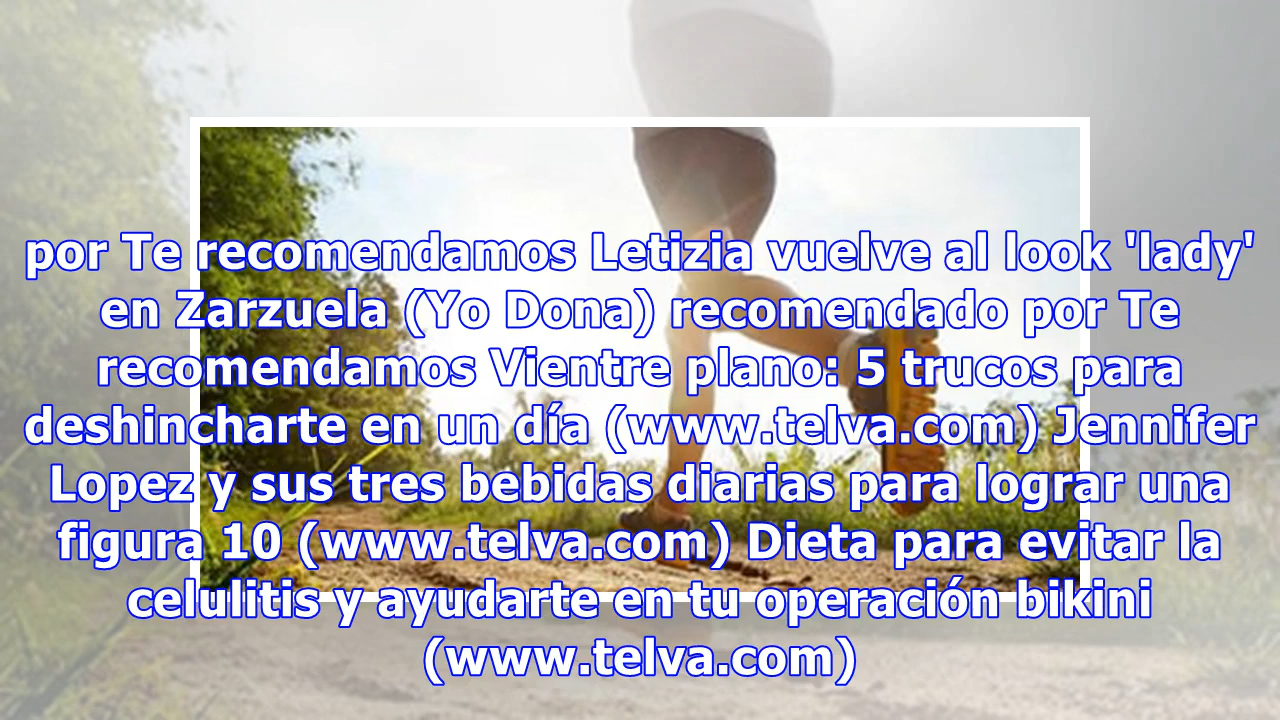 por Te recomendamos Letizia vuelve al look 'lady'
en Zarzuela (Yo Dona) recomendado por Te
recomendamos Vientre plano: 5 trucos para
deshincharte en un día (www.telva.com) Jennifer
Lopez y sus tres bebidas diarias para lograr una
figura 10 (www.telva.com) Dieta para evitar la
celulitis y ayudarte en tu operación bikini
(www.telva.com)